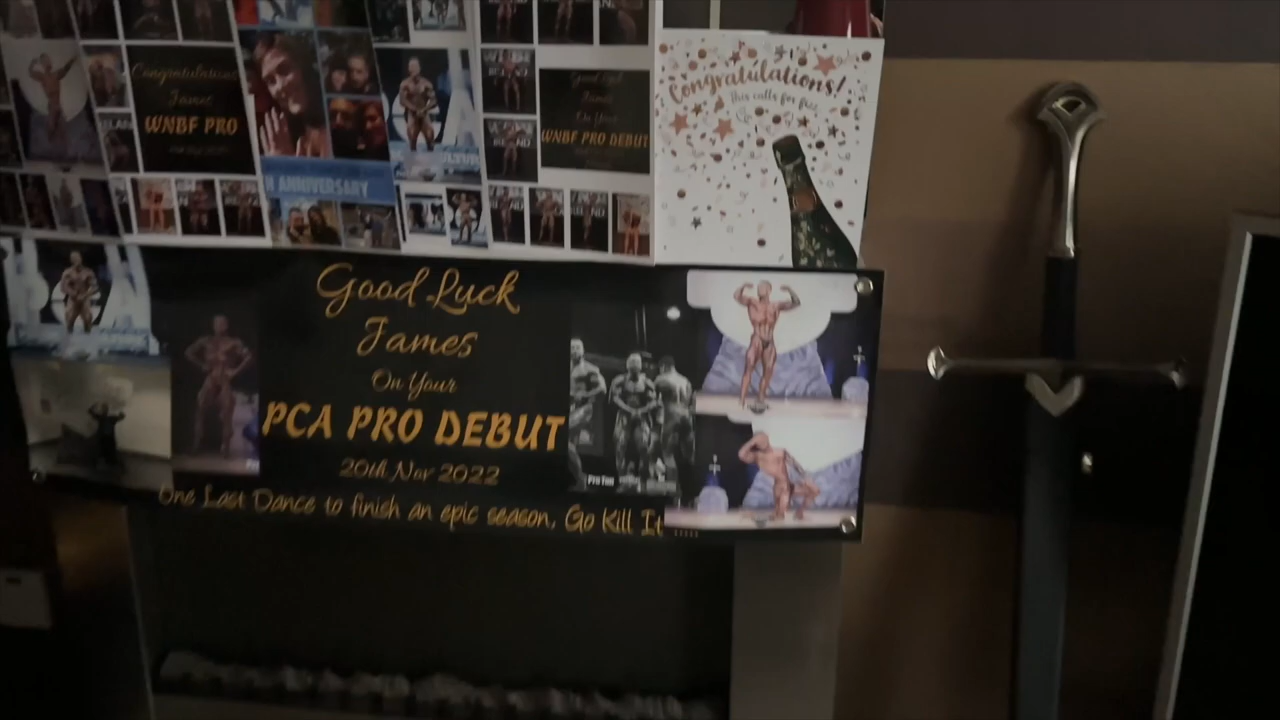 Congratulations
James
WNBF PRO
H ANNIVERSARY
Good Luck
James
On Your
WNBF PRO DEBUT
Congratulations!
This calls for fizz
Good Luck
James
On Your
PCA PRO DEBUT
20th Nov 2022
One Last Dance to finish an epic season, Go Kill It.....
Pro Tan